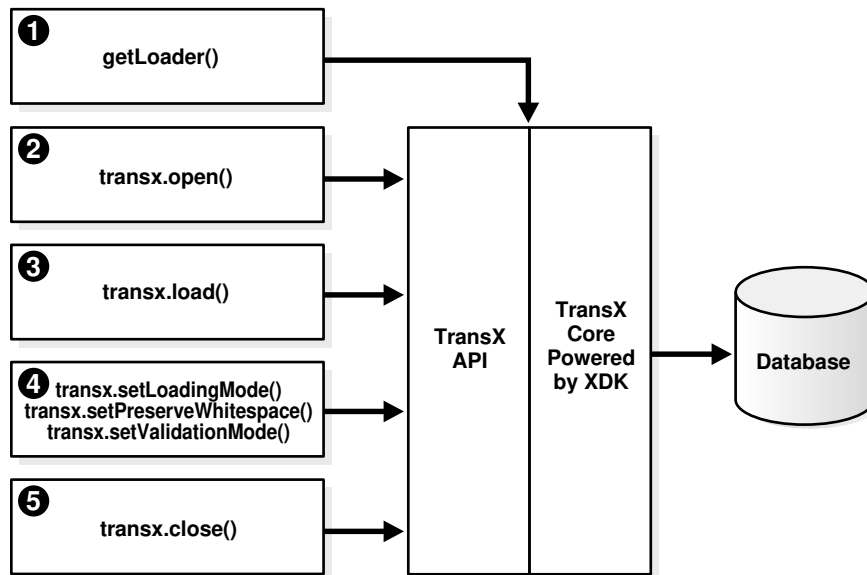 1
getLoader()
2
transx.open()
3
transx.load()
4
transx.setLoadingMode()
transx.setPreserveWhitespace()
transx.setValidationMode()
5
transx.close()
TransX
API
TransX
Core
Powered
by XDK
Database